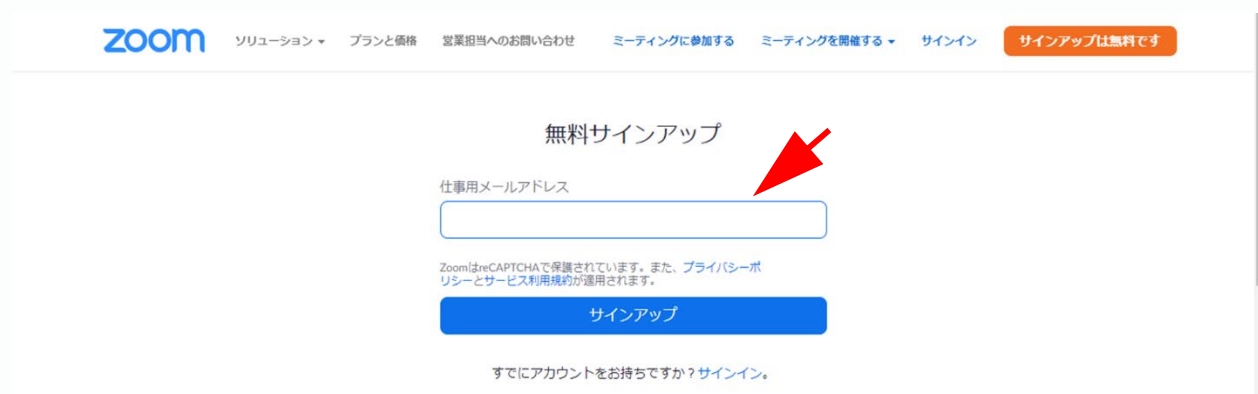 zoom ソリューション プランと価格 営業担当へのお問い合わせ ミーティングに参加する ミーティングを開催する サインイン サインアップは無料です
無料サインアップ
仕事用メールアドレス
ZoomはreCAPTCHAで保護されています。また、プライバシーポ
リシーとサービス利用規約が適用されます。
サインアップ
すでにアカウントをお持ちですか？サインイン。